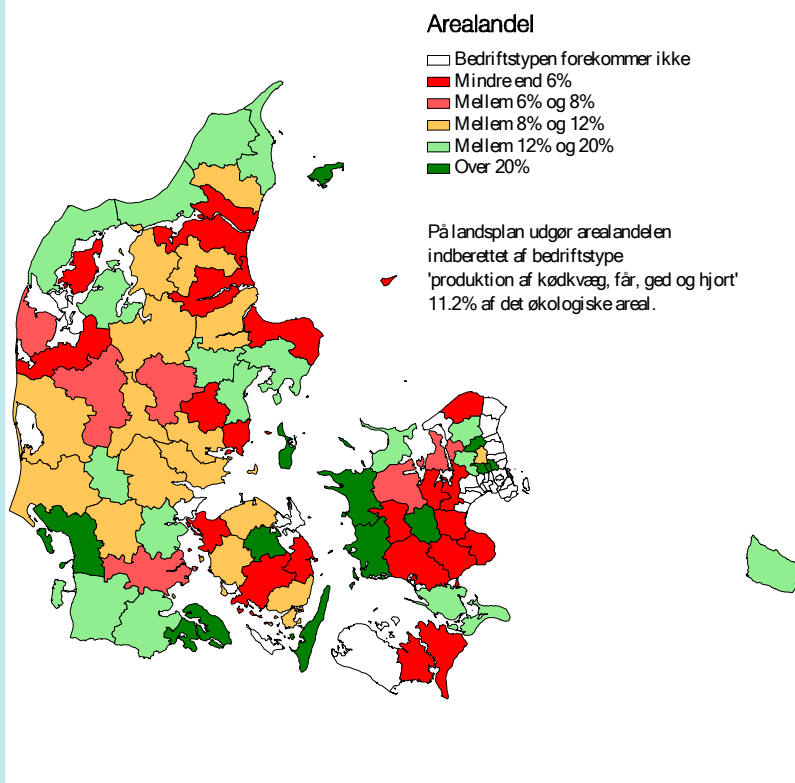 Arealandel
Bedriftstypen forekommer ikke
Mindre end 6%
Mellem 6% og 8%
Mellem 8% og 12%
Mellem 12% og 20%
Over 20%
På landsplan udgør arealandelen
indberettet af bedriftstype
'produktion af kødkvæg, får, ged og hjort'
11.2% af det økologiske areal.